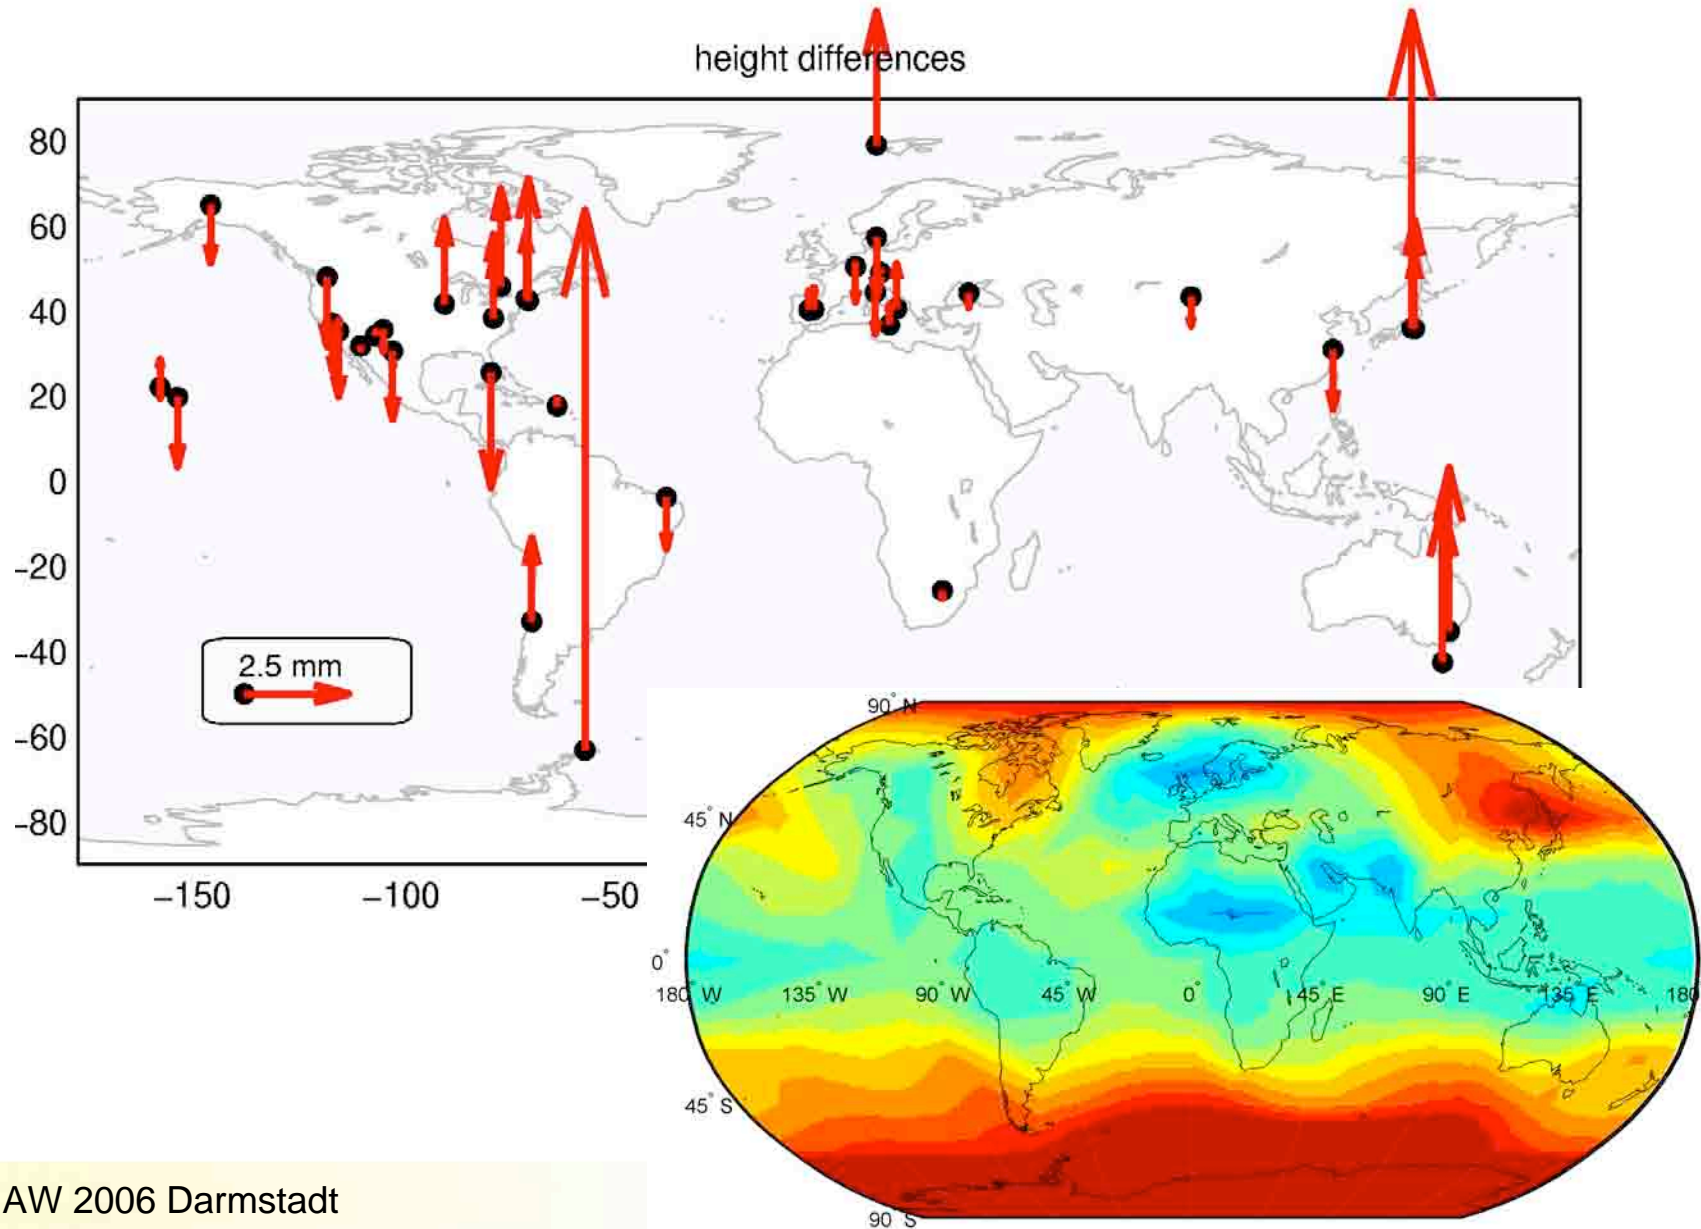 height differences
80
60
40
20
0
−20
−40
−60
−80
2.5 mm
−150 −100 −50
90° N
45° N
0°
180° W 135° W 90° W 45° W 0° 45° E 90° E 135° E 180
45° S
90° S
AW 2006 Darmstadt